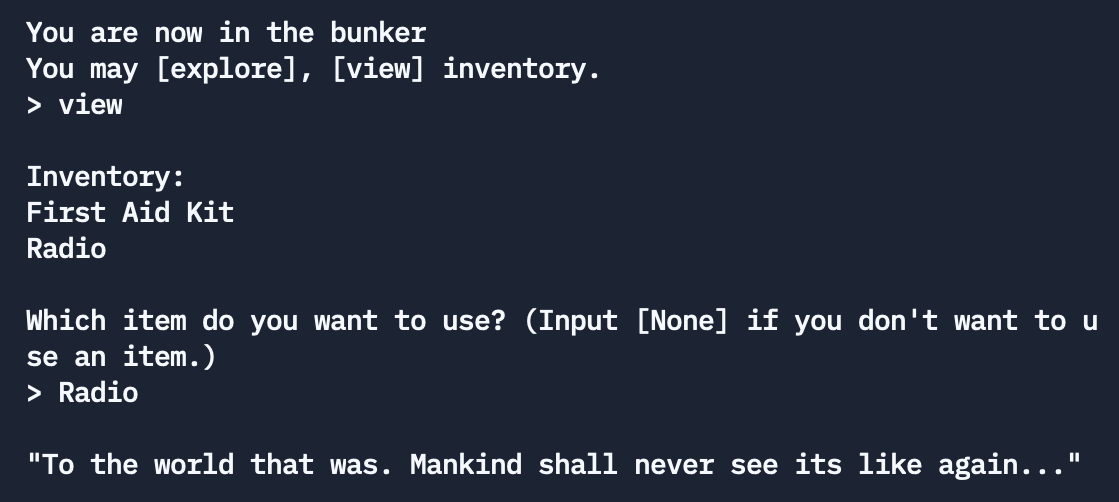 You are now in the bunker
You may [explore], [view] inventory.
> view
Inventory:
First Aid Kit
Radio
Which item do you want to use? (Input [None] if you don't want to u
se an item.)
> Radio
"To the world that was. Mankind shall never see its like again..."